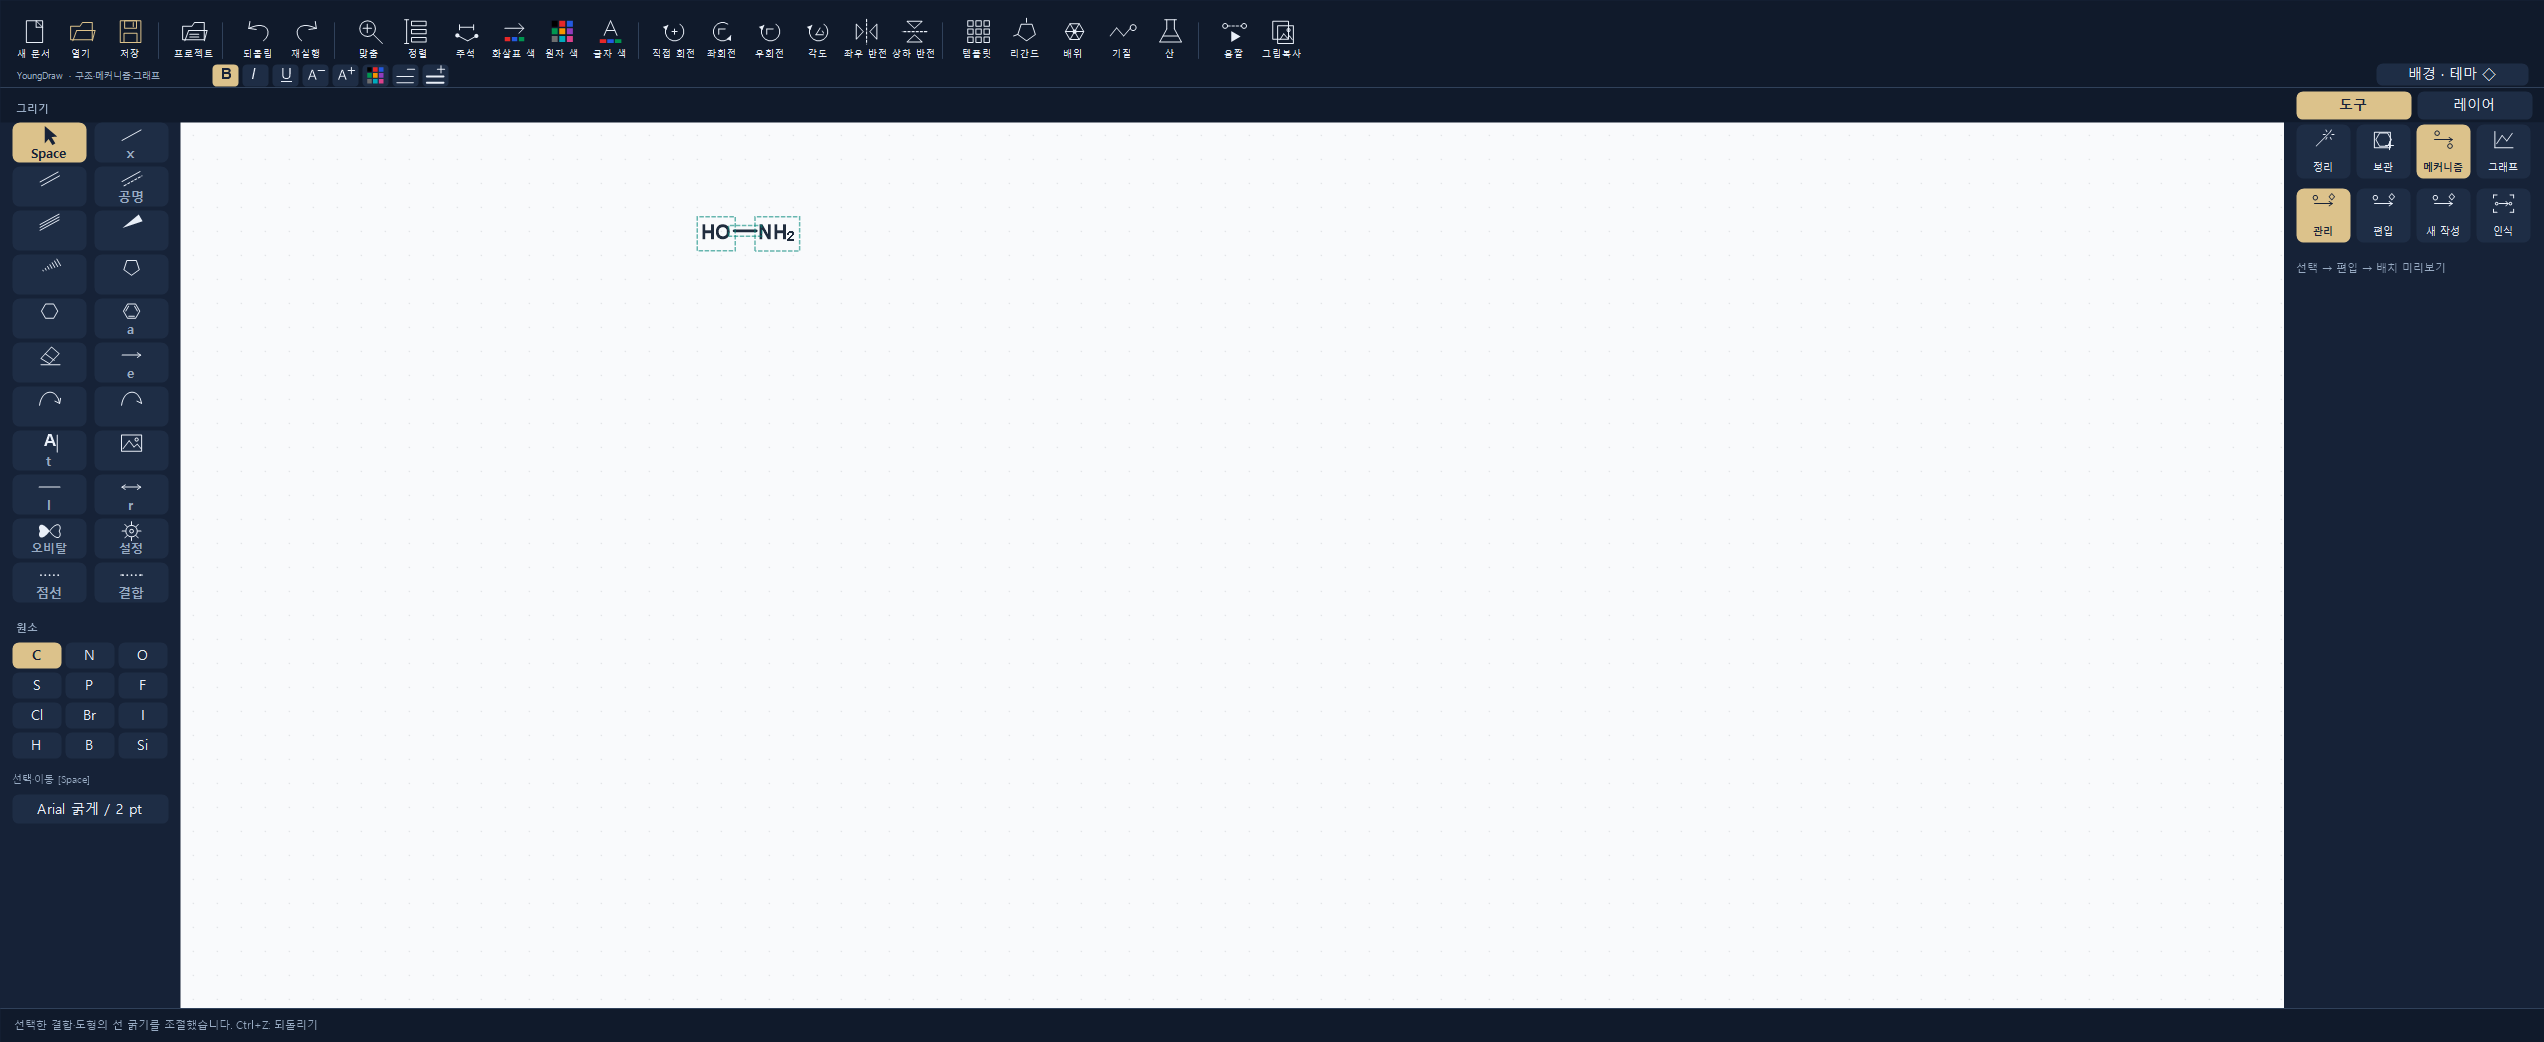 새 문서 열기 저장 프로젝트 되돌림 재실행 맞춤 정렬 주석 화살표 색 원자 색 글자 색 직접 회전 좌회전 우회전 각도 좌우 반전 상하 반전 템플릿 리간드 배위 기질 산 움짤 그림복사
YoungDraw · 구조·메커니즘·그래프 B I U A− A+ 배경 · 테마
그리기 도구 레이어
Space x
정리 보관 메커니즘 그래프
공명
관리 편입 새 작성 인식
선택 → 편입 → 배치 미리보기
HO NH2
a
e
A t
l r
오비탈 설정
점선 결합
원소
C N O
S P F
Cl Br I
H B Si
선택·이동 [Space]
Arial 굵게 / 2 pt
선택한 결합·도형의 선 굵기를 조절했습니다. Ctrl+Z: 되돌리기